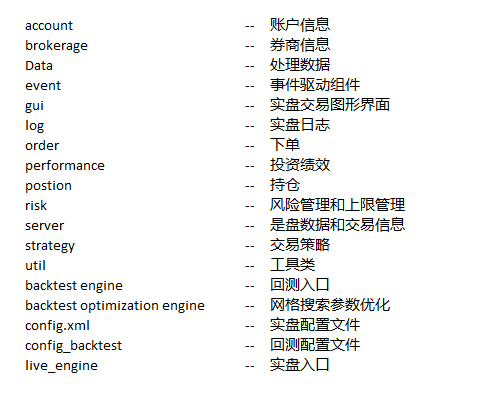 account -- 账户信息
brokerage -- 券商信息
Data -- 处理数据
event -- 事件驱动组件
gui -- 实盘交易图形界面
log -- 实盘日志
order -- 下单
performance -- 投资绩效
postion -- 持仓
risk -- 风险管理和上限管理
server -- 是盘数据和交易信息
strategy -- 交易策略
util -- 工具类
backtest engine -- 回测入口
backtest optimization engine -- 网格搜索参数优化
config.xml -- 实盘配置文件
config_backtest -- 回测配置文件
live_engine -- 实盘入口